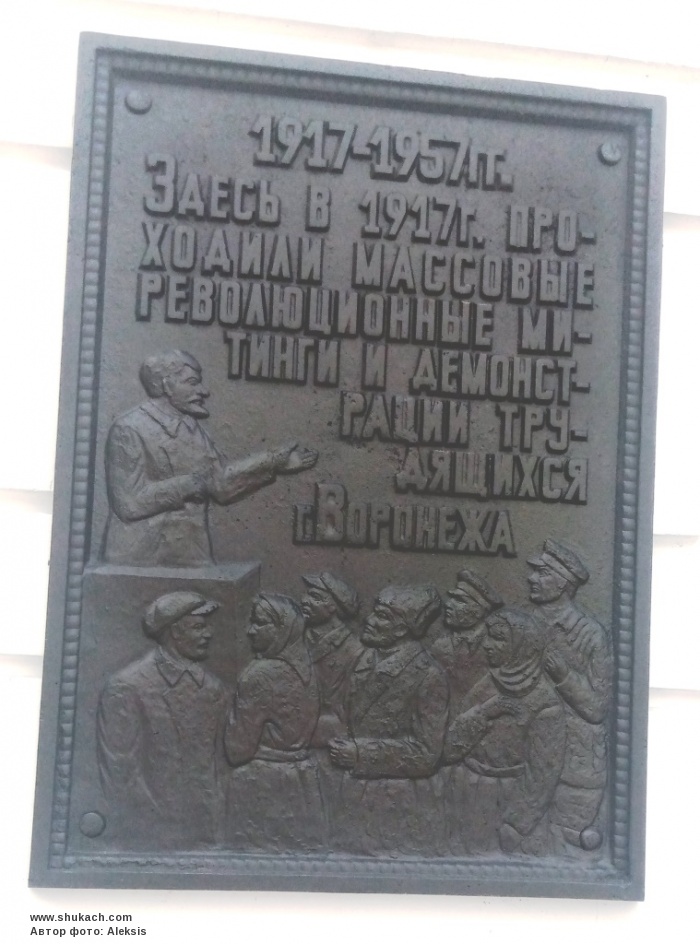 1917-1957гг.
Здесь в 1917г. про-
ходили массовые
революционные ми-
тинги и демонст-
рации тру-
дящихся
г.Воронежа
www.shukach.com
Автор фото: Aleksis